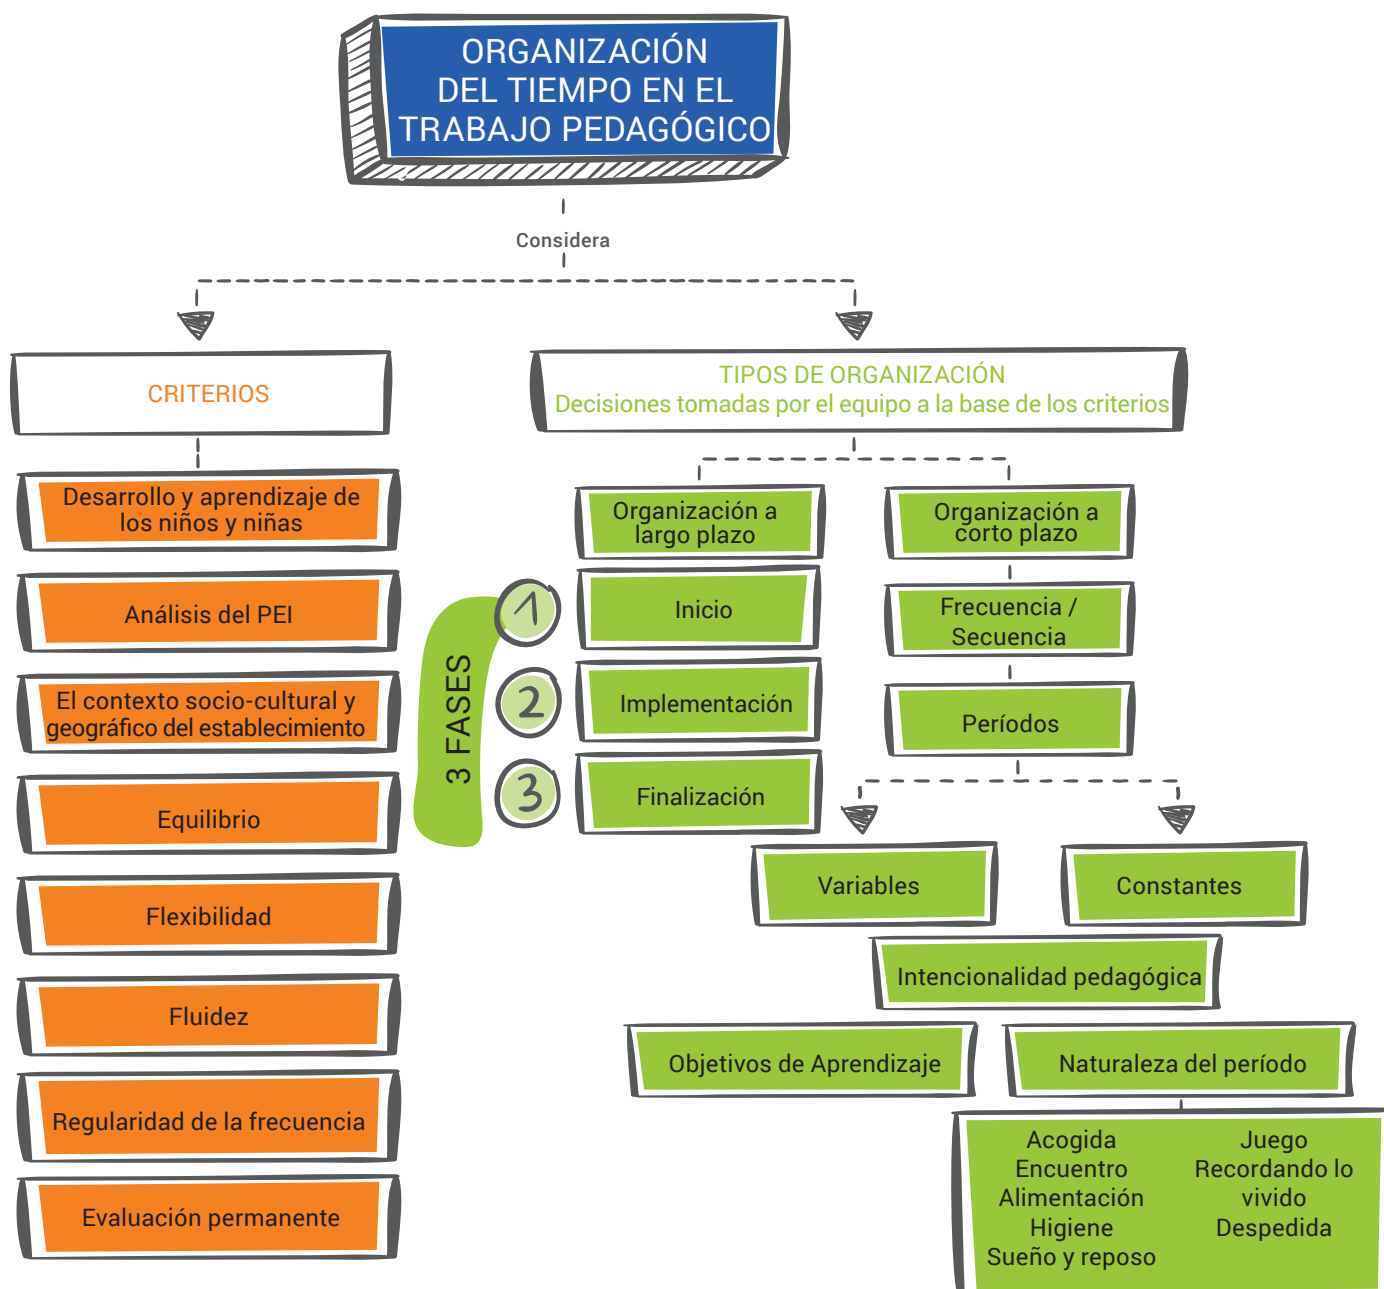 ORGANIZACIÓN
DEL TIEMPO EN EL
TRABAJO PEDAGÓGICO
Considera
CRITERIOS
Desarrollo y aprendizaje de
los niños y niñas
Análisis del PEI
El contexto socio-cultural y
geográfico del establecimiento
Equilibrio
Flexibilidad
Fluidez
Regularidad de la frecuencia
Evaluación permanente
TIPOS DE ORGANIZACIÓN
Decisiones tomadas por el equipo a la base de los criterios
Organización a
largo plazo
3 FASES
1
Inicio
2
Implementación
3
Finalización
Organización a
corto plazo
Frecuencia /
Secuencia
Períodos
Variables
Constantes
Intencionalidad pedagógica
Objetivos de Aprendizaje
Naturaleza del período
Acogida
Encuentro
Alimentación
Higiene
Sueño y reposo
Juego
Recordando lo
vivido
Despedida